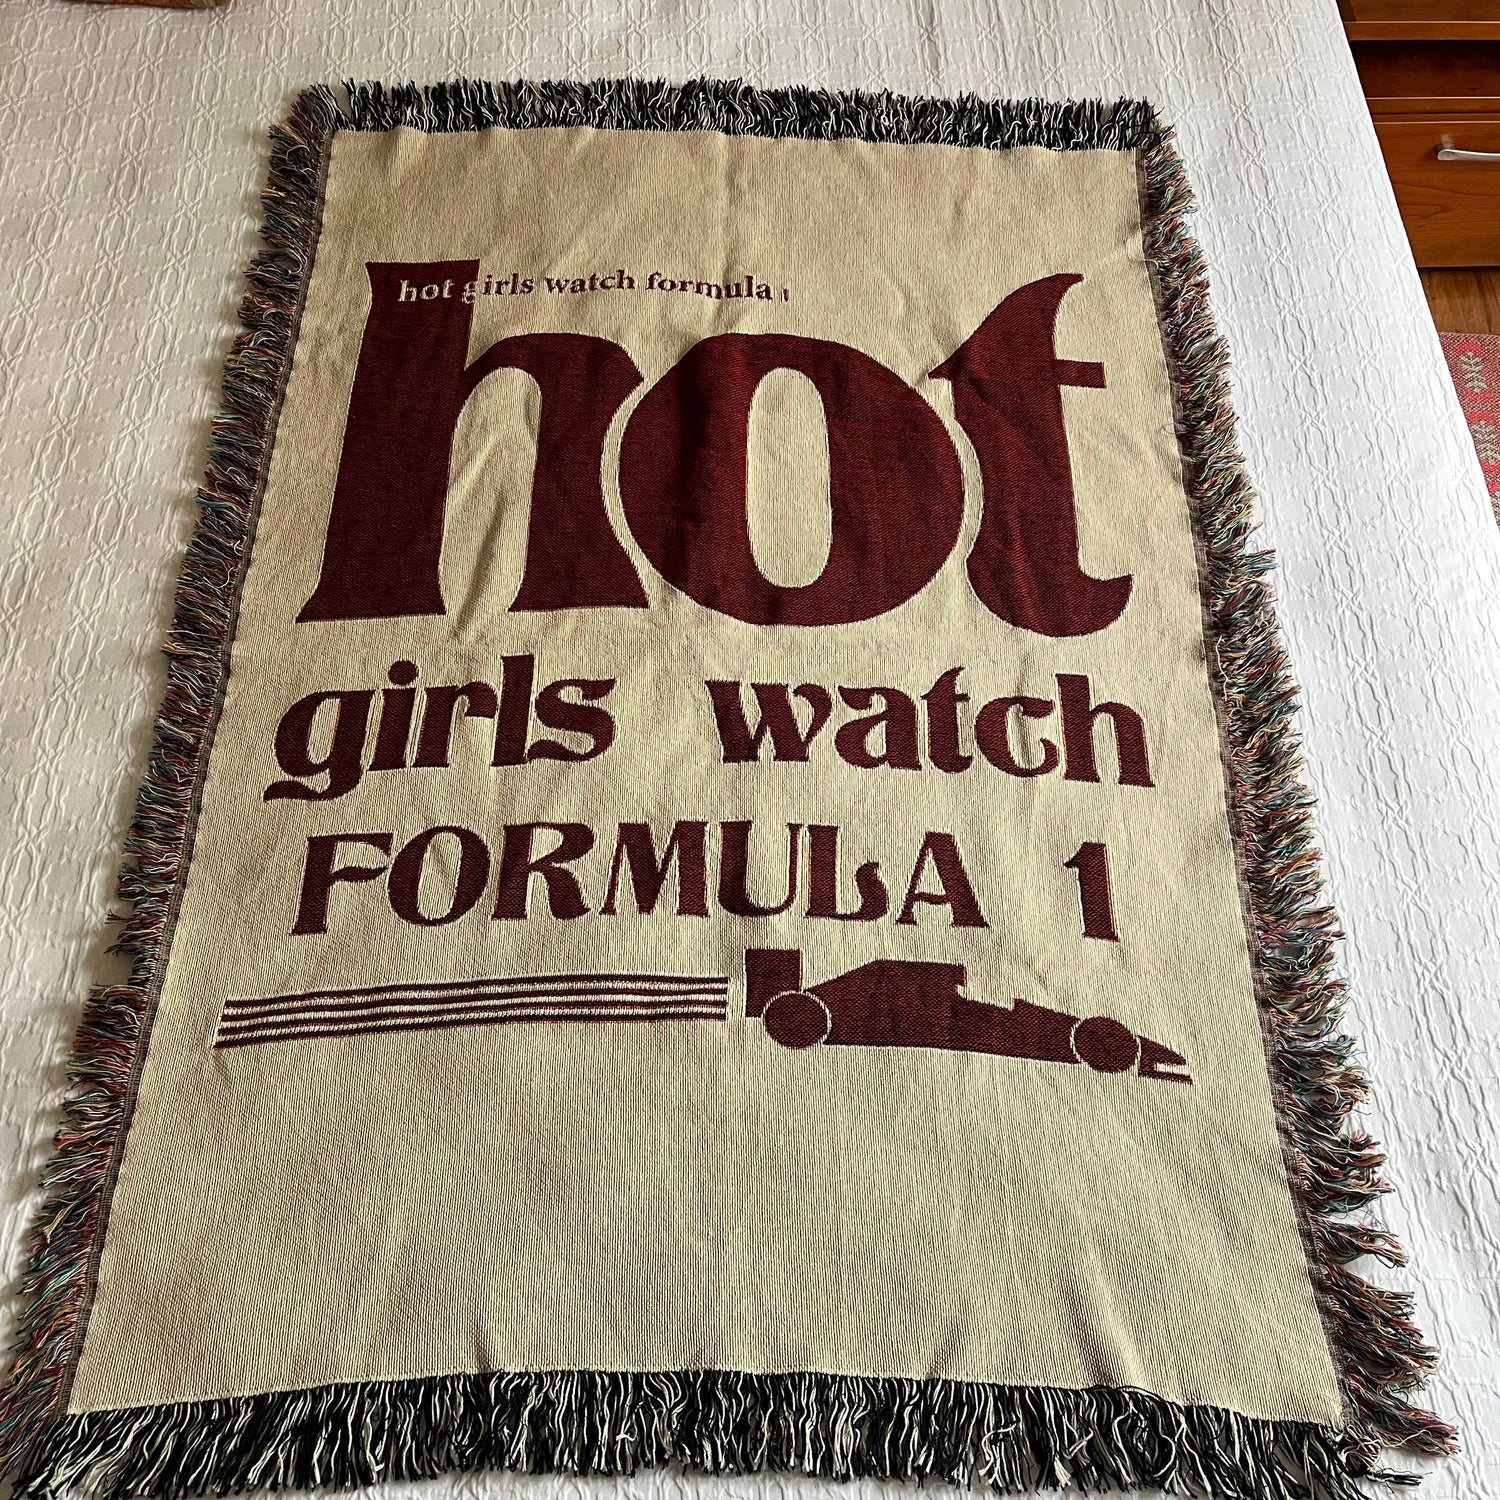 hot girls watch formula 1
hot
girls watch
FORMULA 1